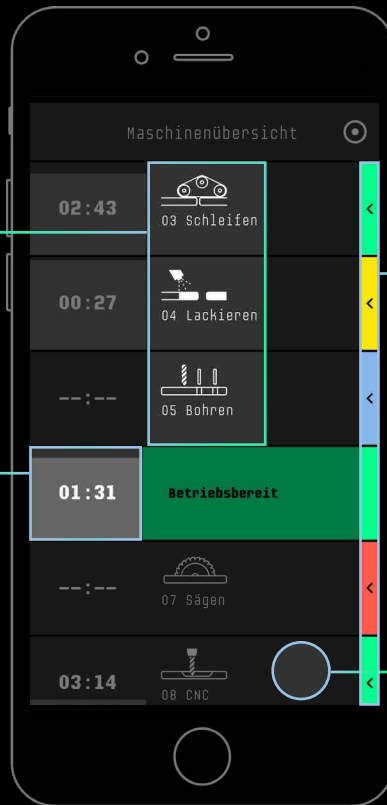 Maschinenübersicht
02:43
03 Schleifen
00:27
04 Lackieren
--:--
05 Bohren
01:31
Betriebsbereit
--:--
07 Sägen
03:14
08 CNC